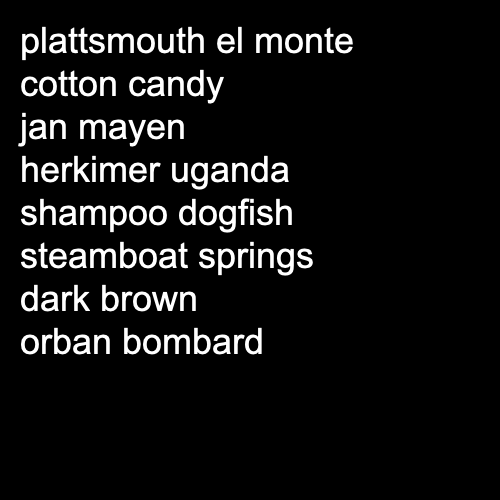 plattsmouth el monte
cotton candy
jan mayen
herkimer uganda
shampoo dogfish
steamboat springs
dark brown
orban bombard